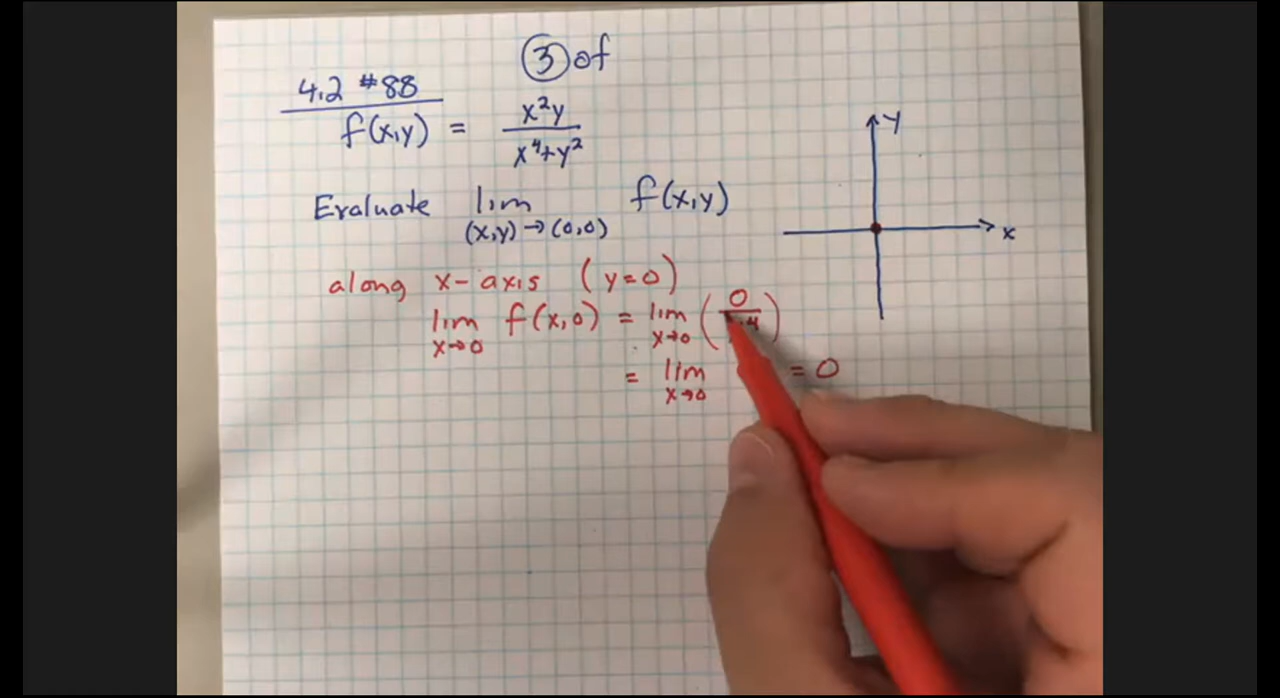 ③ of
4.2 #88
f(x,y) = x²y / x⁴+y²
Evaluate lim (x,y)→(0,0) f(x,y)
along x-axis (y=0)
lim x→0 f(x,0) = lim x→0 (0 / 4)
= lim x→0 = 0
y
x